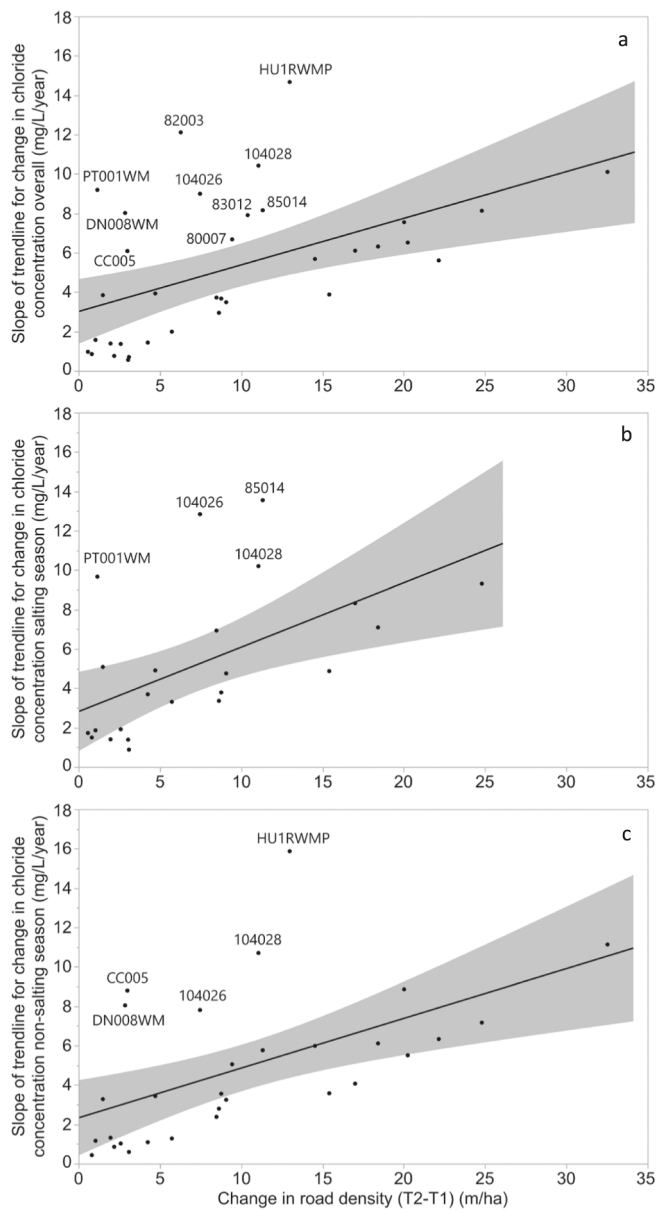 Slope of trendline for change in chloride
concentration overall (mg/L/year)
18
16
14
12
10
8
6
4
2
0
a
HU1RWMP
82003
104028
PT001WM
104026
83012
85014
DN008WM
80007
CC005
0 5 10 15 20 25 30 35
Slope of trendline for change in chloride
concentration salting season (mg/L/year)
18
16
14
12
10
8
6
4
2
0
b
85014
104026
104028
PT001WM
0 5 10 15 20 25 30 35
Slope of trendline for change in chloride
concentration non-salting season (mg/L/year)
18
16
14
12
10
8
6
4
2
0
c
HU1RWMP
104028
CC005
104026
DN008WM
0 5 10 15 20 25 30 35
Change in road density (T2-T1) (m/ha)